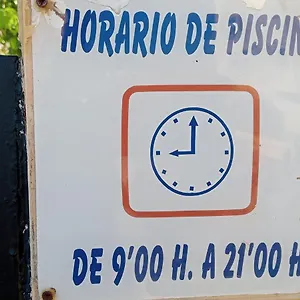 HORARIO DE PISCIN
DE 9'00 H. A 21'00 H